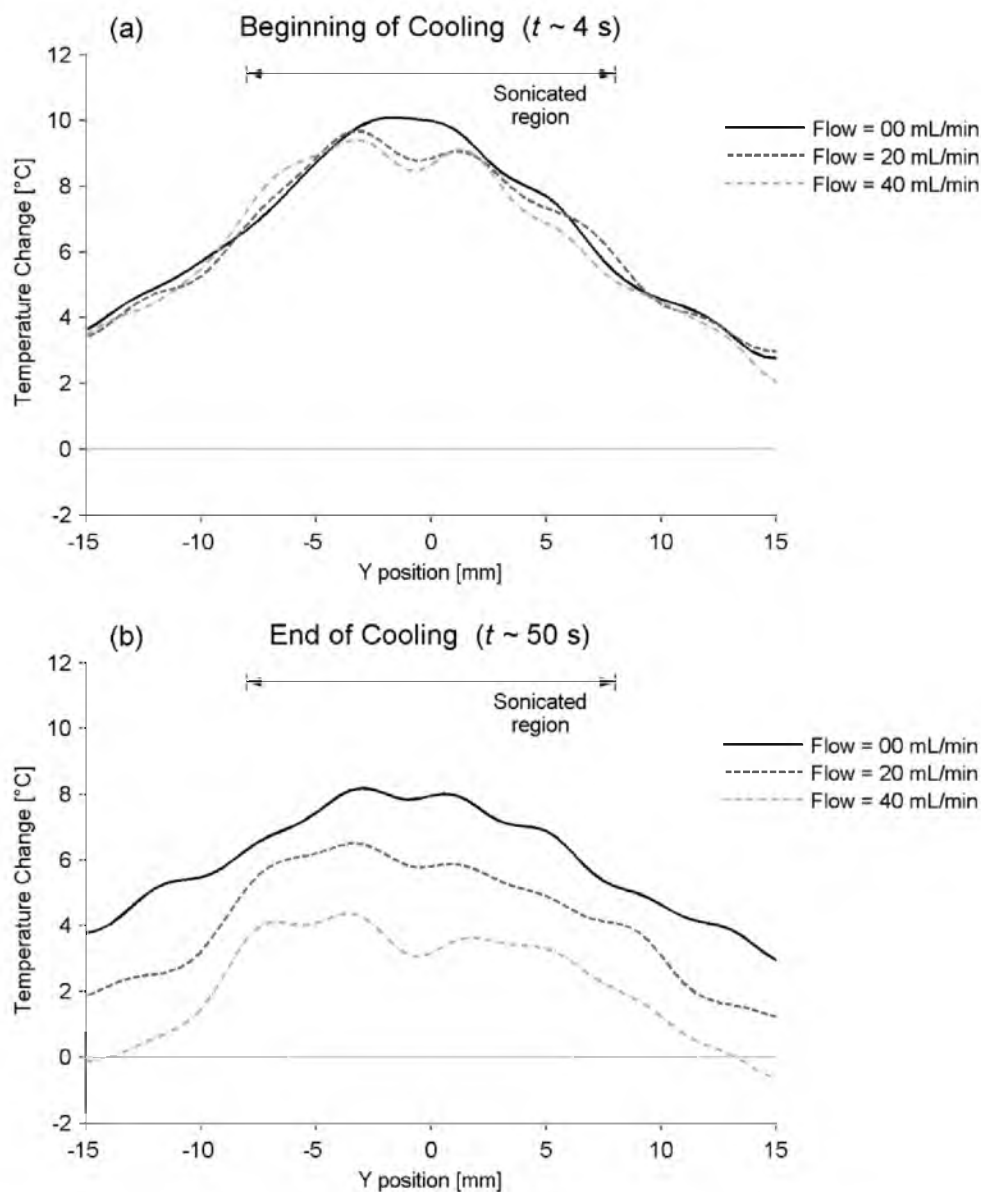 (a) Beginning of Cooling (t ~ 4 s)
12
10
8
6
4
2
0
-2
Temperature Change [°C]
Sonicated
region
Flow = 00 mL/min
Flow = 20 mL/min
Flow = 40 mL/min
-15 -10 -5 0 5 10 15
Y position [mm]
(b) End of Cooling (t ~ 50 s)
12
10
8
6
4
2
0
-2
Temperature Change [°C]
Sonicated
region
Flow = 00 mL/min
Flow = 20 mL/min
Flow = 40 mL/min
-15 -10 -5 0 5 10 15
Y position [mm]